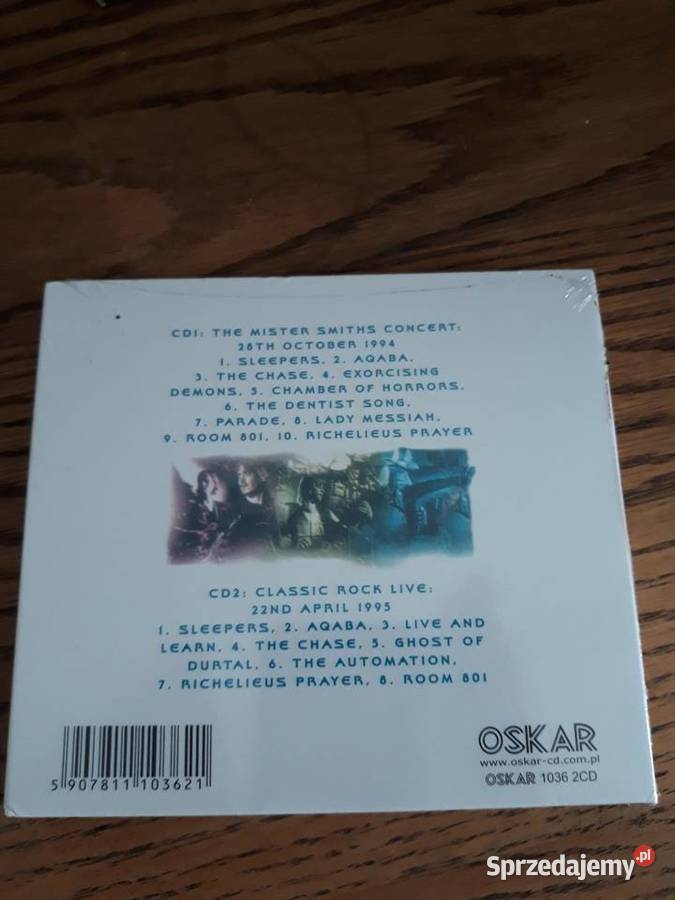 CD1: THE MISTER SMITHS CONCERT:
28TH OCTOBER 1994
1. SLEEPERS, 2. AQABA,
3. THE CHASE, 4. EXORCISING
DEMONS, 5. CHAMBER OF HORRORS,
6. THE DENTIST SONG,
7. PARADE, 8. LADY MESSIAH,
9. ROOM 801, 10. RICHELIEUS PRAYER
CD2: CLASSIC ROCK LIVE:
22ND APRIL 1995
1. SLEEPERS, 2. AQABA, 3. LIVE AND
LEARN, 4. THE CHASE, 5. GHOST OF
DURTAL, 6. THE AUTOMATION,
7. RICHELIEUS PRAYER, 8. ROOM 801
5 907811 103621
OSKAR
www.oskar-cd.com.pl
OSKAR 1036 2CD
Sprzedajemy.pl